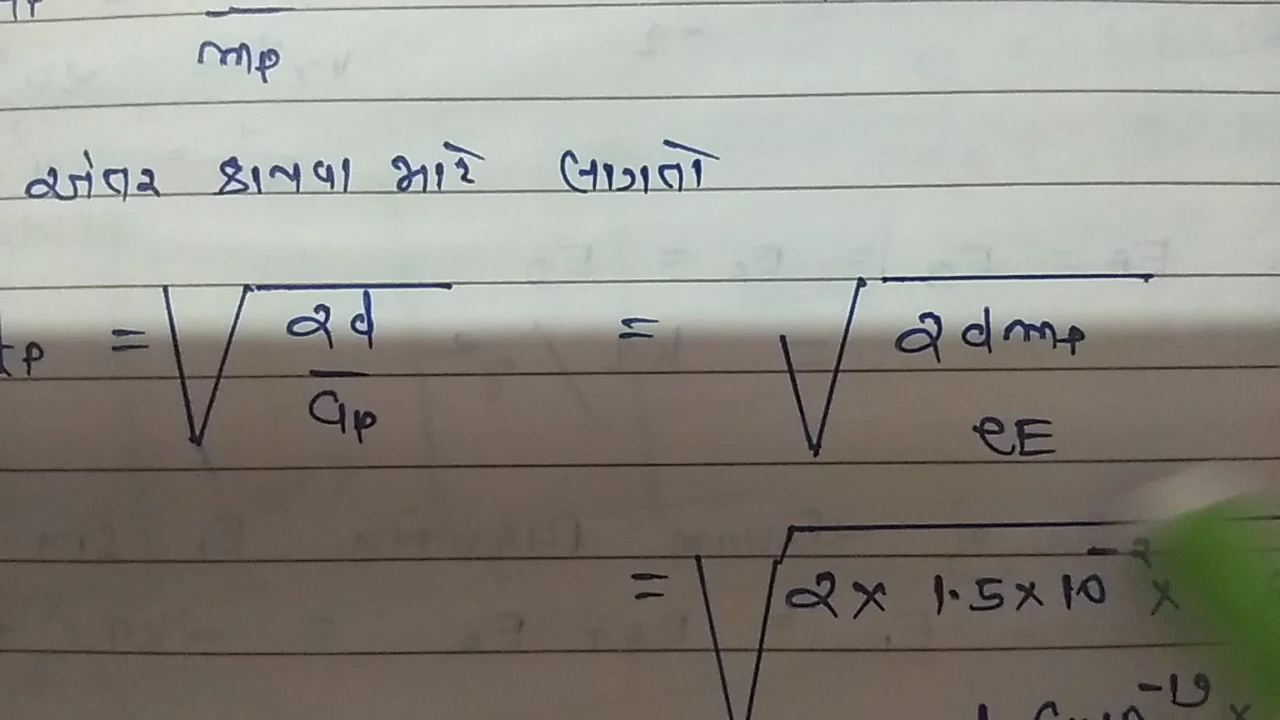 mp
અંતર કાપવા માટે લાગતો
tp = √ 2d / ap = √ 2dmp / eE
= √ 2 × 1.5 × 10⁻² ×